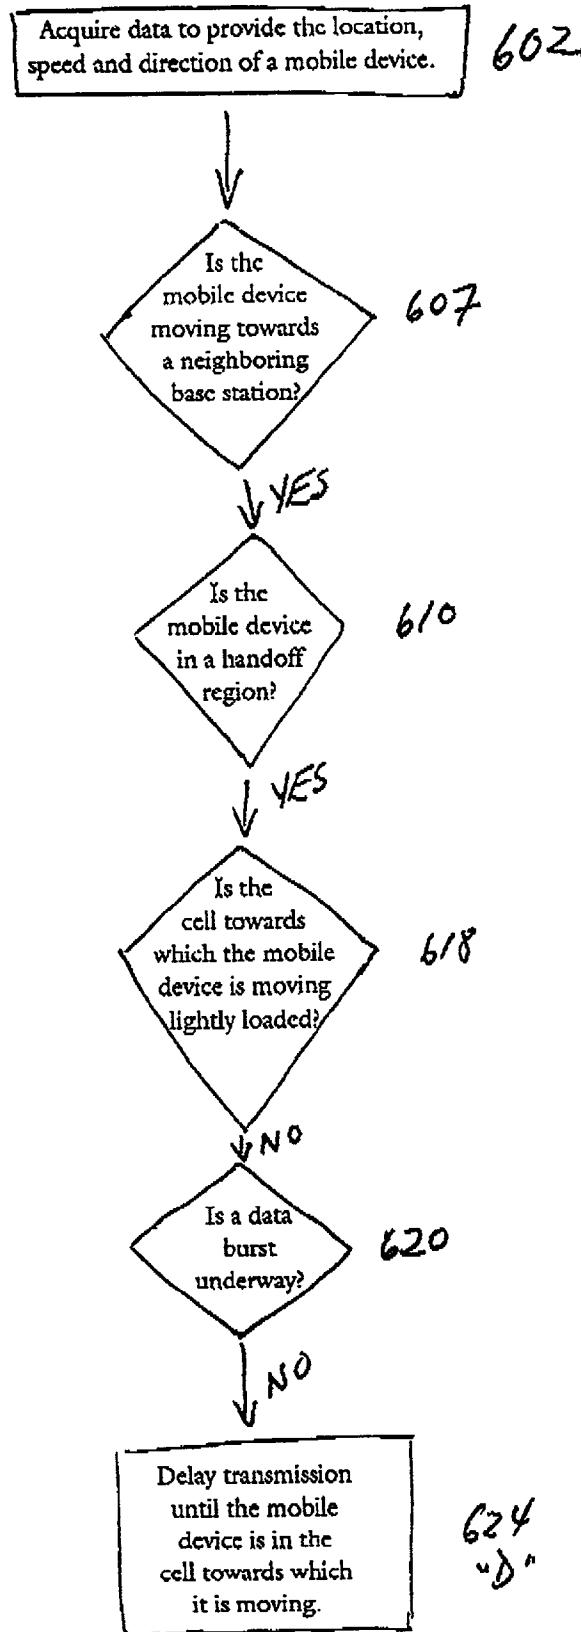 Acquire data to provide the location,
speed and direction of a mobile device.
602
Is the
mobile device
moving towards
a neighboring
base station?
607
YES
Is the
mobile device
in a handoff
region?
610
YES
Is the
cell towards
which the mobile
device is moving
lightly loaded?
618
NO
Is a data
burst
underway?
620
NO
Delay transmission
until the mobile
device is in the
cell towards which
it is moving.
624
"D"